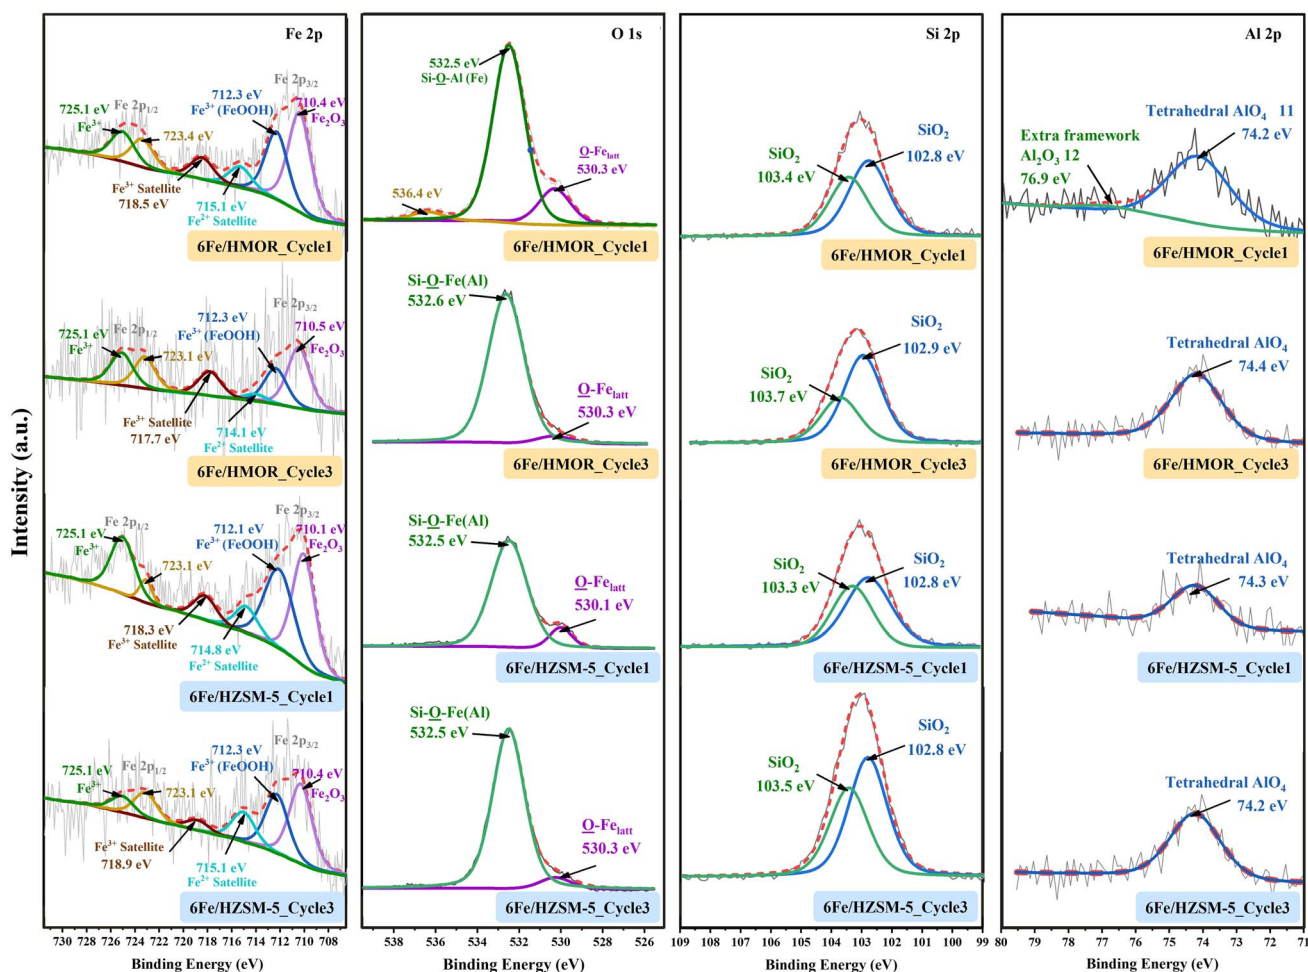 Intensity (a.u.)
Fe 2p
725.1 eV
Fe³⁺
Fe 2p₁/₂
723.4 eV
712.3 eV
Fe³⁺ (FeOOH)
Fe 2p₃/₂
710.4 eV
Fe₂O₃
Fe³⁺ Satellite
718.5 eV
715.1 eV
Fe²⁺ Satellite
6Fe/HMOR_Cycle1
725.1 eV
Fe³⁺
Fe 2p₁/₂
723.1 eV
712.3 eV
Fe³⁺ (FeOOH)
Fe 2p₃/₂
710.5 eV
Fe₂O₃
Fe³⁺ Satellite
717.7 eV
714.1 eV
Fe²⁺ Satellite
6Fe/HMOR_Cycle3
725.1 eV
Fe³⁺
Fe 2p₁/₂
723.1 eV
712.1 eV
Fe³⁺ (FeOOH)
Fe 2p₃/₂
710.1 eV
Fe₂O₃
718.3 eV
Fe³⁺ Satellite
714.8 eV
Fe²⁺ Satellite
6Fe/HZSM-5_Cycle1
725.1 eV
Fe³⁺
Fe 2p₁/₂
723.1 eV
712.3 eV
Fe³⁺ (FeOOH)
Fe 2p₃/₂
710.4 eV
Fe₂O₃
Fe³⁺ Satellite
718.9 eV
715.1 eV
Fe²⁺ Satellite
6Fe/HZSM-5_Cycle3
730 728 726 724 722 720 718 716 714 712 710 708
Binding Energy (eV)
O 1s
532.5 eV
Si-O-Al (Fe)
O-Feₗₐₜₜ
530.3 eV
536.4 eV
6Fe/HMOR_Cycle1
Si-O-Fe(Al)
532.6 eV
O-Feₗₐₜₜ
530.3 eV
6Fe/HMOR_Cycle3
Si-O-Fe(Al)
532.5 eV
O-Feₗₐₜₜ
530.1 eV
6Fe/HZSM-5_Cycle1
Si-O-Fe(Al)
532.5 eV
O-Feₗₐₜₜ
530.3 eV
6Fe/HZSM-5_Cycle3
538 536 534 532 530 528 526
Binding Energy (eV)
Si 2p
SiO₂
103.4 eV
SiO₂
102.8 eV
6Fe/HMOR_Cycle1
SiO₂
103.7 eV
SiO₂
102.9 eV
6Fe/HMOR_Cycle3
SiO₂
103.3 eV
SiO₂
102.8 eV
6Fe/HZSM-5_Cycle1
SiO₂
103.5 eV
SiO₂
102.8 eV
6Fe/HZSM-5_Cycle3
109 108 107 106 105 104 103 102 101 100 99
Binding Energy (eV)
Al 2p
Extra framework
Al₂O₃ 12
76.9 eV
Tetrahedral AlO₄ 11
74.2 eV
6Fe/HMOR_Cycle1
Tetrahedral AlO₄
74.4 eV
6Fe/HMOR_Cycle3
Tetrahedral AlO₄
74.3 eV
6Fe/HZSM-5_Cycle1
Tetrahedral AlO₄
74.2 eV
6Fe/HZSM-5_Cycle3
80 79 78 77 76 75 74 73 72 71
Binding Energy (eV)